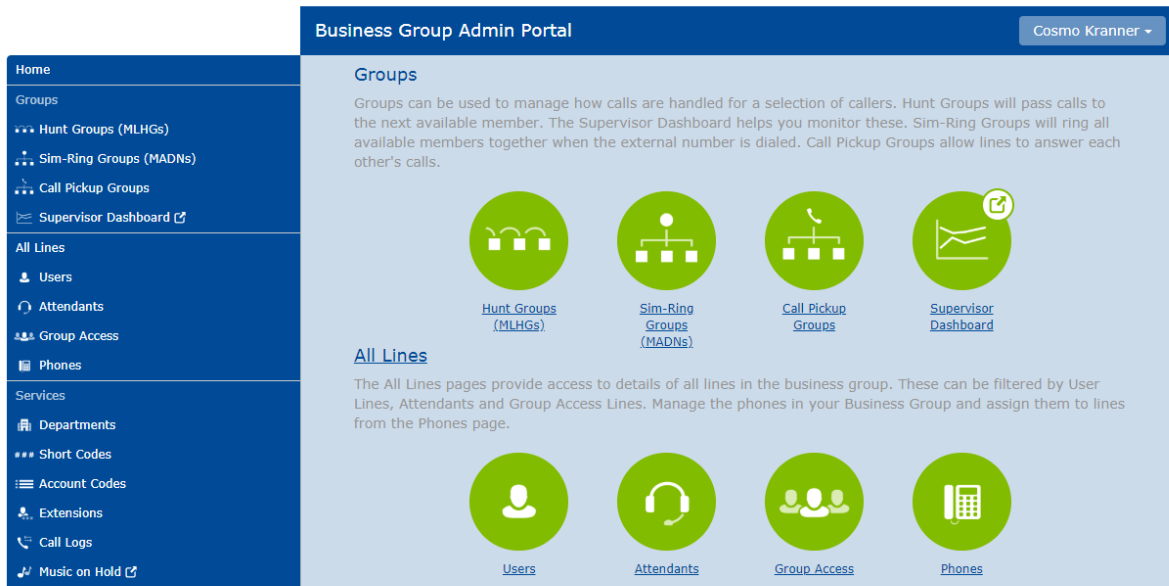 Business Group Admin Portal
Cosmo Kranner
Home
Groups
Hunt Groups (MLHGs)
Sim-Ring Groups (MADNs)
Call Pickup Groups
Supervisor Dashboard
All Lines
Users
Attendants
Group Access
Phones
Services
Departments
Short Codes
Account Codes
Extensions
Call Logs
Music on Hold
Groups
Groups can be used to manage how calls are handled for a selection of callers. Hunt Groups will pass calls to
the next available member. The Supervisor Dashboard helps you monitor these. Sim-Ring Groups will ring all
available members together when the external number is dialed. Call Pickup Groups allow lines to answer each
other's calls.
Hunt Groups
(MLHGs)
Sim-Ring
Groups
(MADNs)
Call Pickup
Groups
Supervisor
Dashboard
All Lines
The All Lines pages provide access to details of all lines in the business group. These can be filtered by User
Lines, Attendants and Group Access Lines. Manage the phones in your Business Group and assign them to lines
from the Phones page.
Users
Attendants
Group Access
Phones